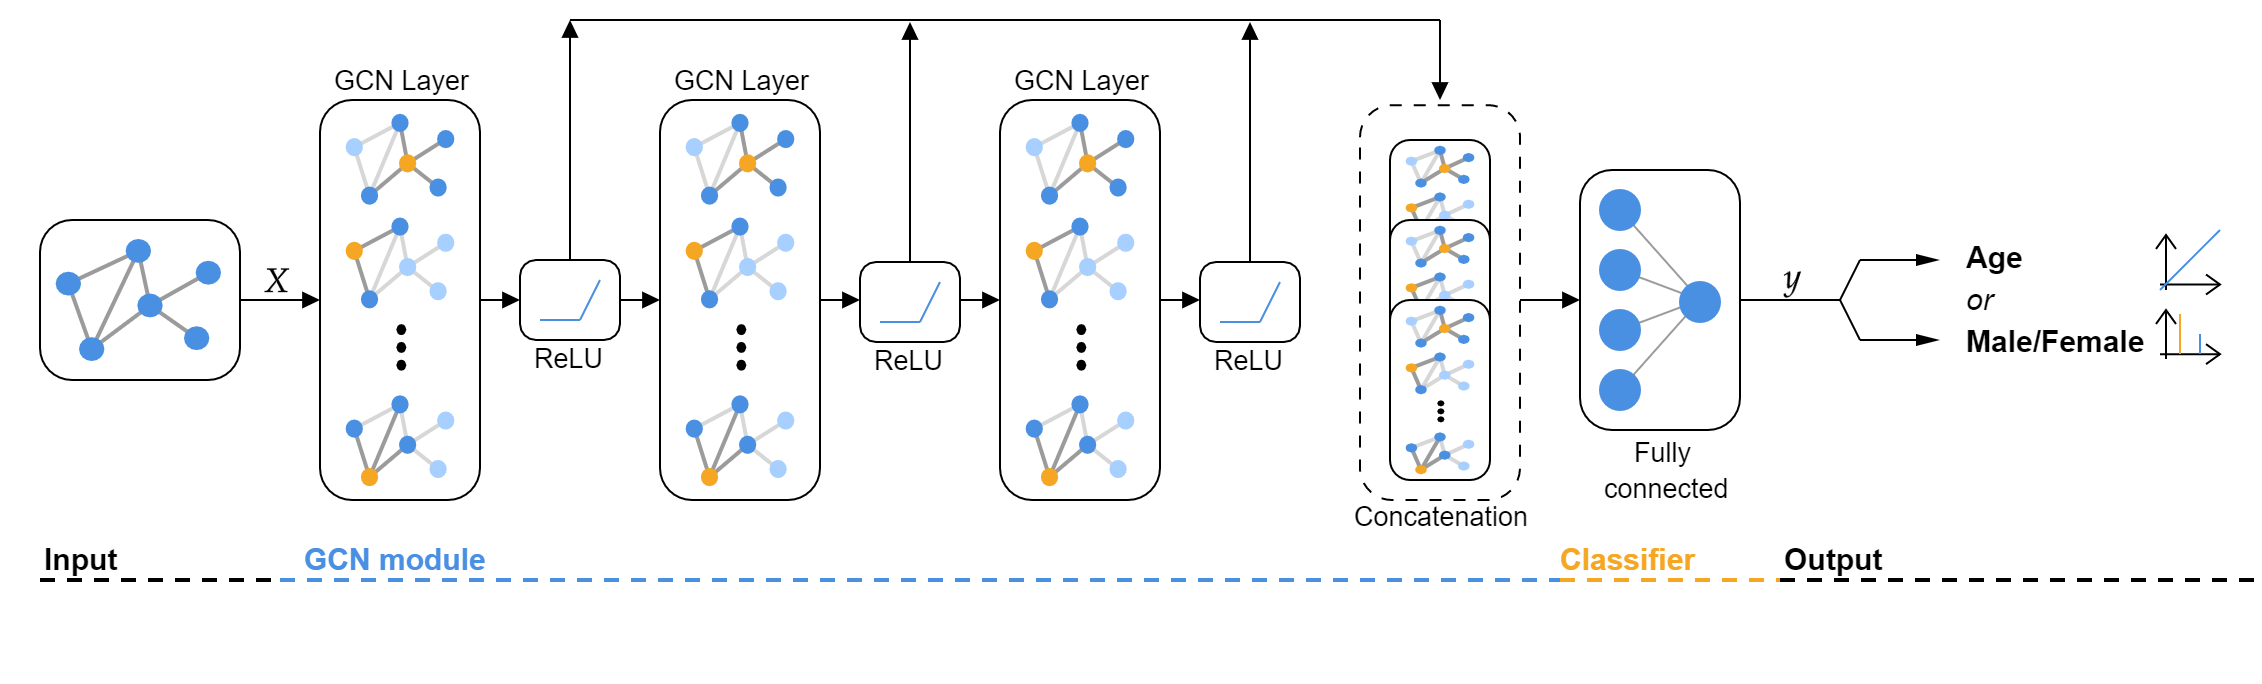 GCN Layer
GCN Layer
GCN Layer
X
ReLU
ReLU
ReLU
Concatenation
Fully
connected
y
Age
or
Male/Female
Input
GCN module
Classifier
Output